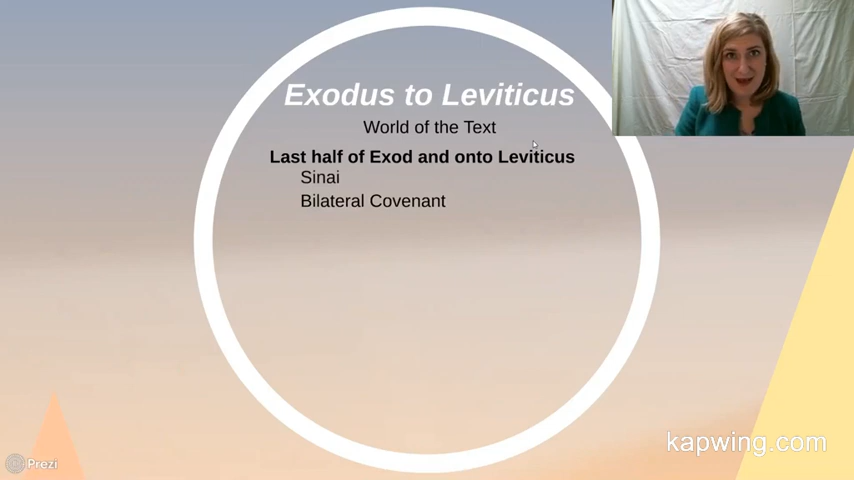 Exodus to Leviticus
World of the Text
Last half of Exod and onto Leviticus
Sinai
Bilateral Covenant
kapwing.com
Prezi